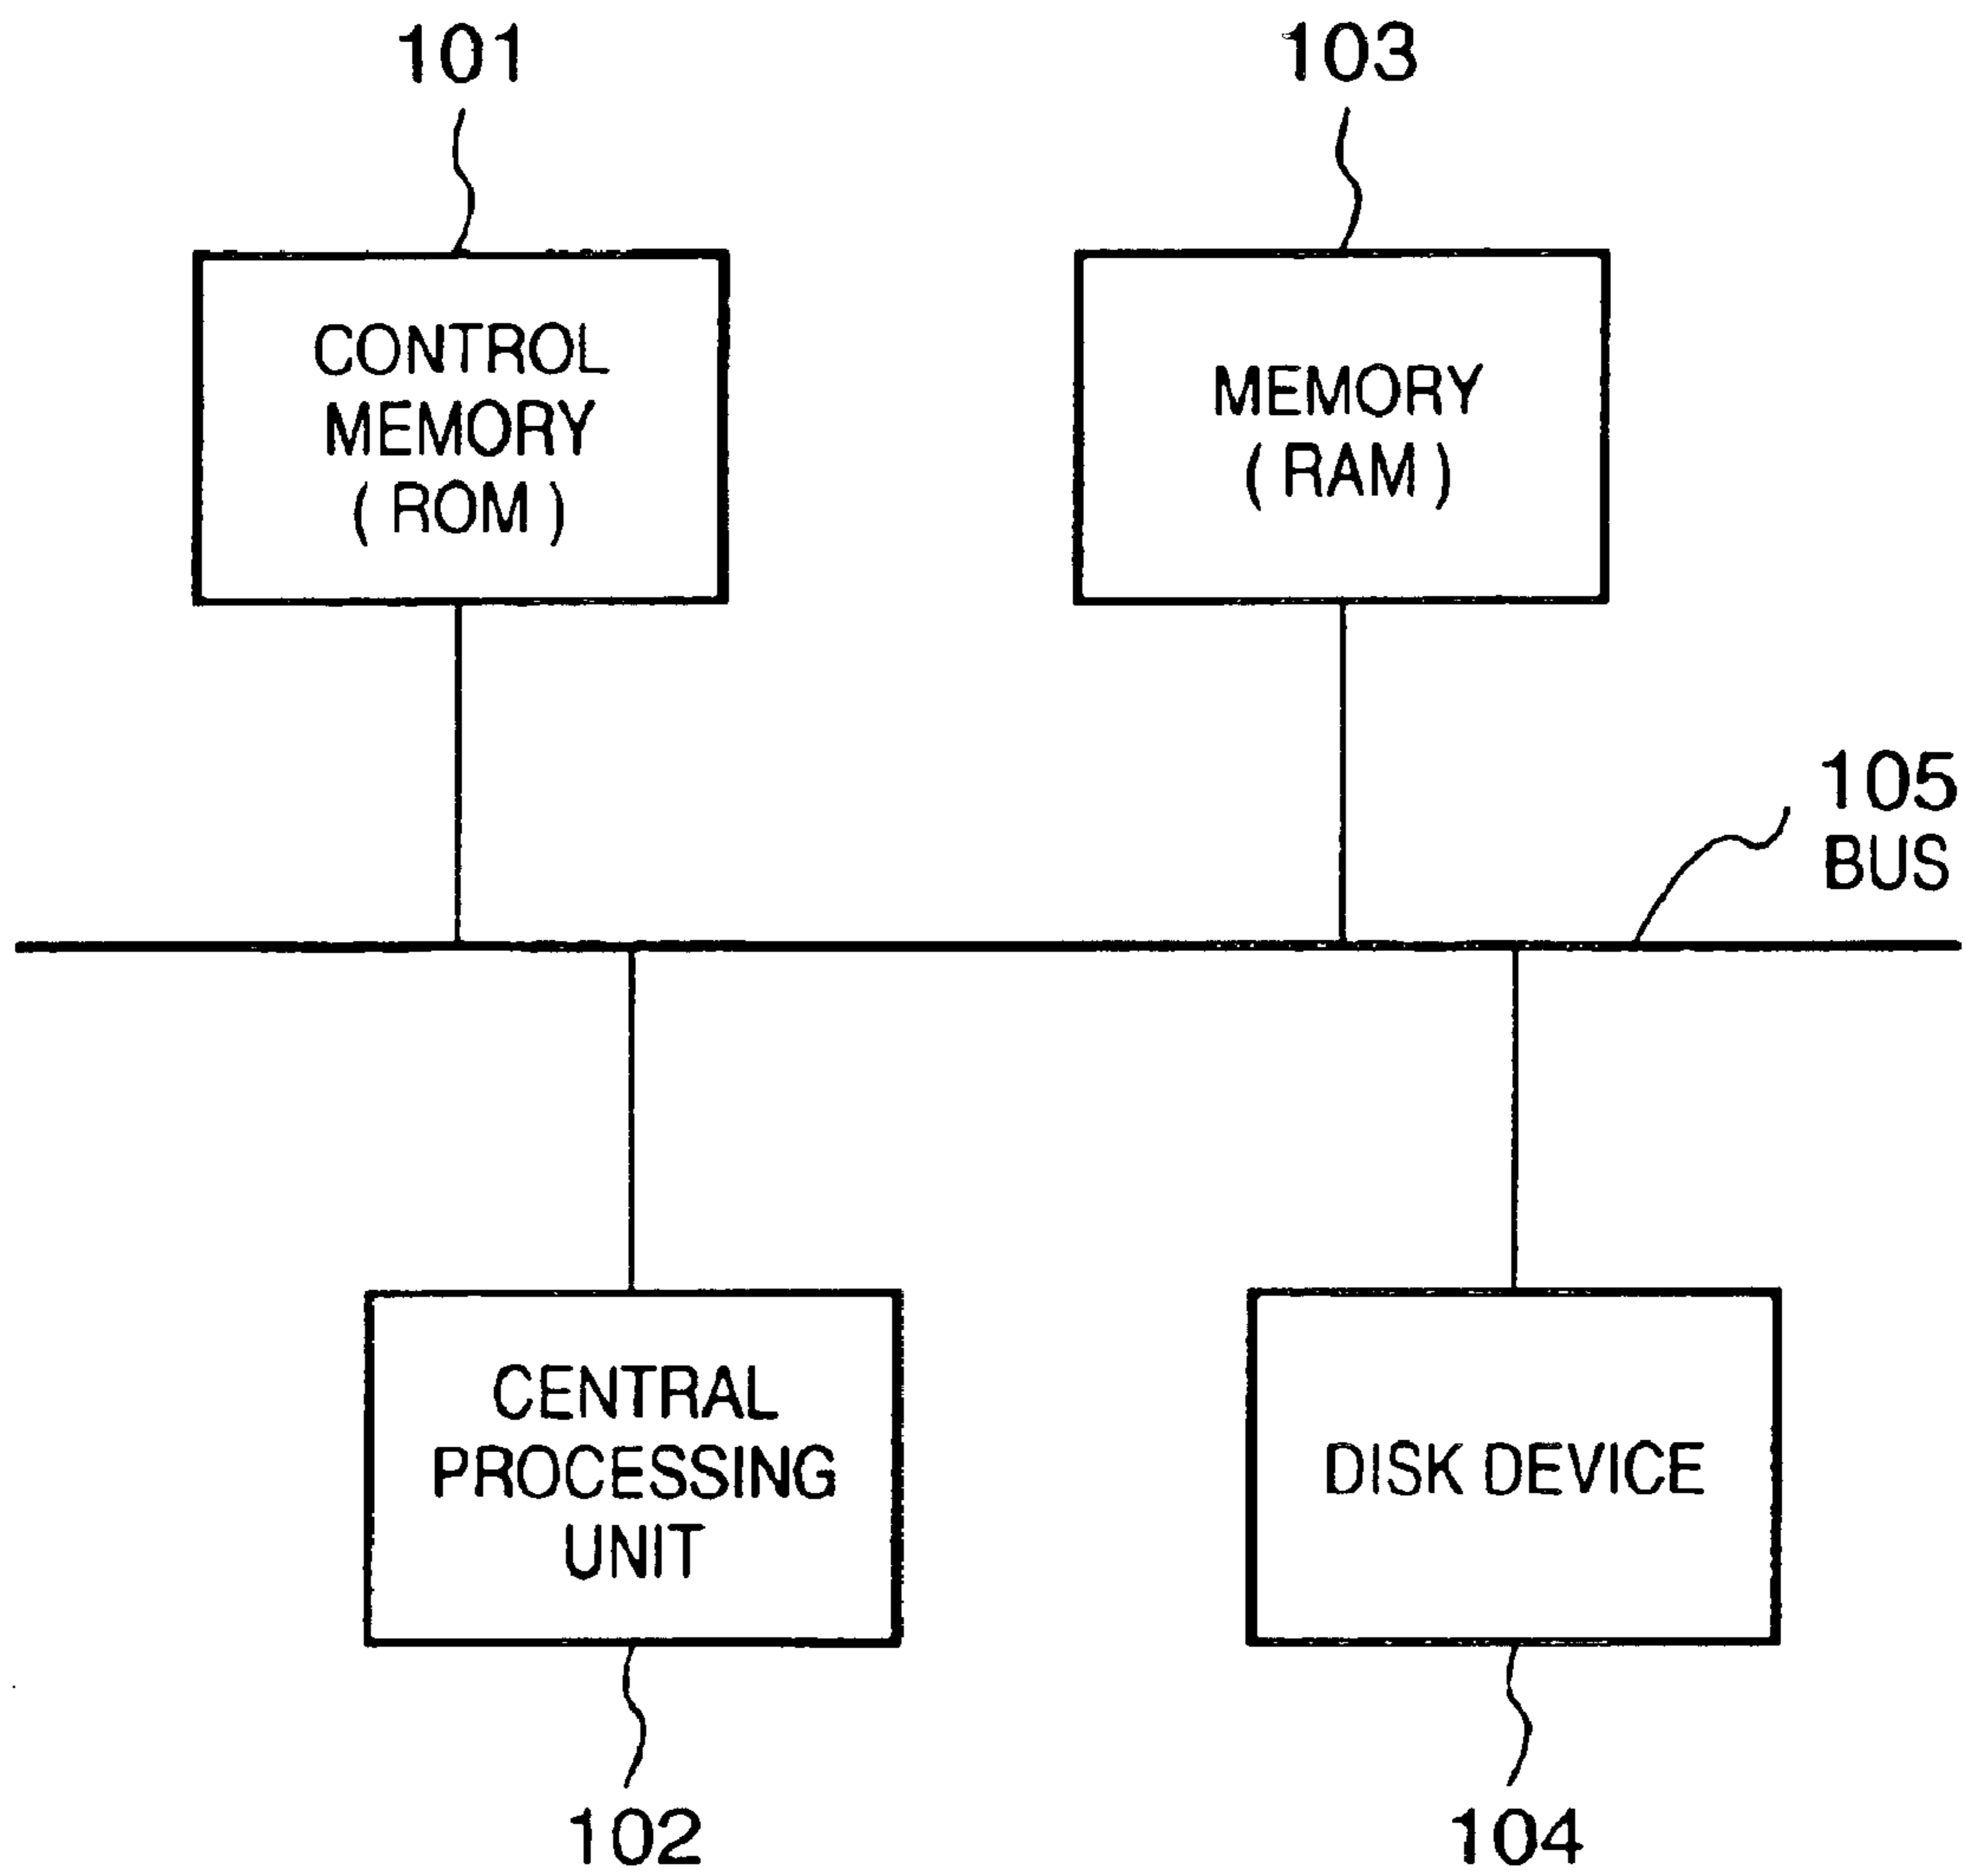 101
103
CONTROL
MEMORY
( ROM )
MEMORY
( RAM )
105
BUS
CENTRAL
PROCESSING
UNIT
DISK DEVICE
102
104